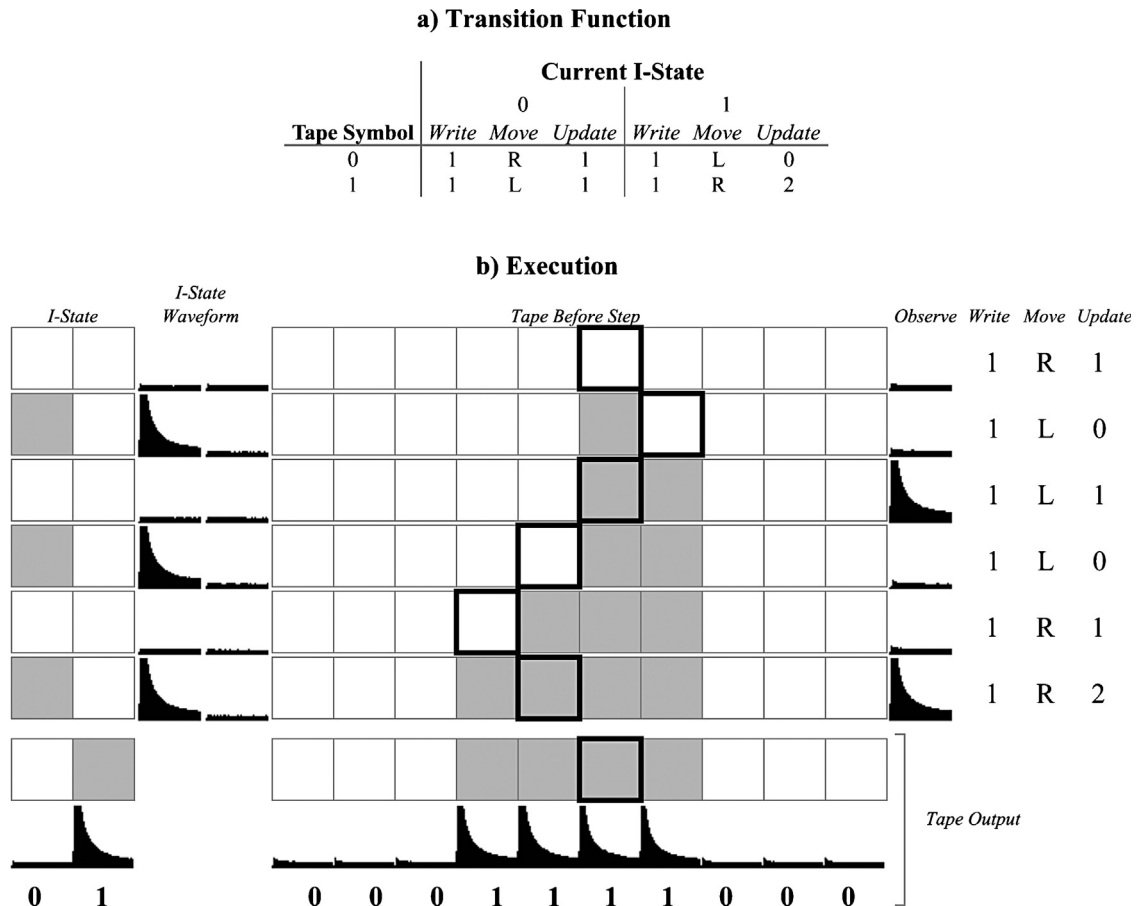 a) Transition Function
Current I-State
0 1
Tape Symbol Write Move Update Write Move Update
0 1 R 1 1 L 0
1 1 L 1 1 R 2
b) Execution
I-State
I-State Waveform
Tape Before Step
Observe Write Move Update
1 R 1
1 L 0
1 L 1
1 L 0
1 R 1
1 R 2
Tape Output
0 1 0 0 0 1 1 1 1 0 0 0